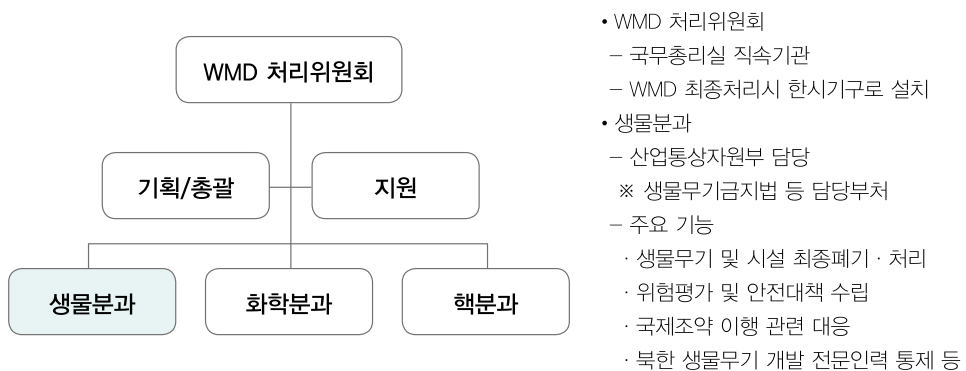 WMD 처리위원회
기획/총괄
지원
생물분과
화학분과
핵분과
• WMD 처리위원회
– 국무총리실 직속기관
– WMD 최종처리시 한시기구로 설치
• 생물분과
– 산업통상자원부 담당
※ 생물무기금지법 등 담당부처
– 주요 기능
· 생물무기 및 시설 최종폐기 · 처리
· 위험평가 및 안전대책 수립
· 국제조약 이행 관련 대응
· 북한 생물무기 개발 전문인력 통제 등